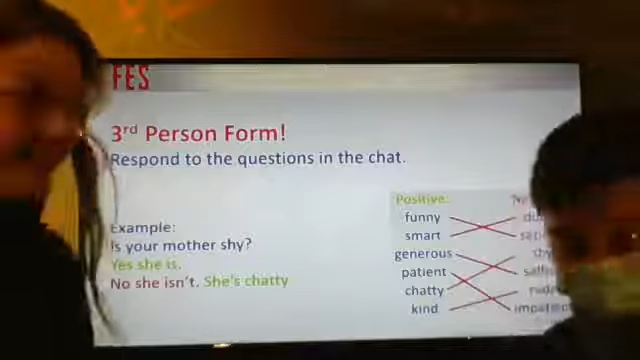 FES
3rd Person Form!
Respond to the questions in the chat.
Example:
Is your mother shy?
Yes she is.
No she isn't. She's chatty
Positive:
funny
smart
generous
patient
chatty
kind